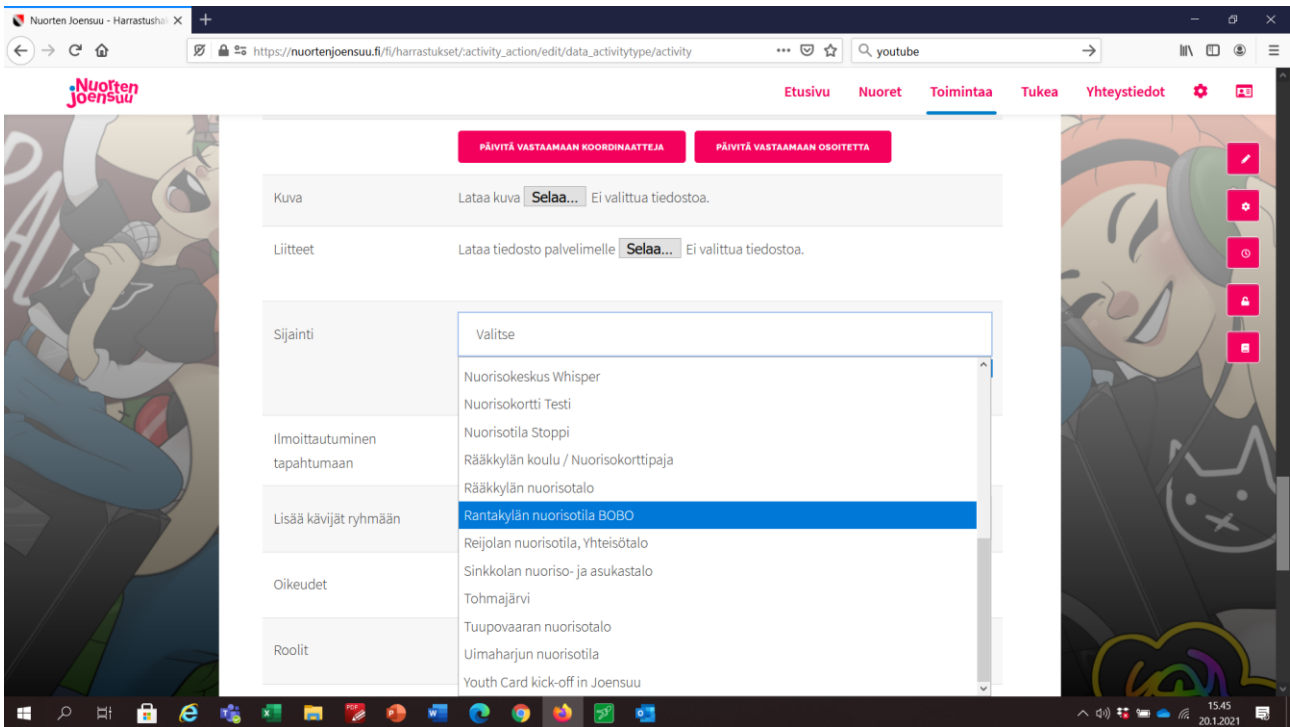 Nuorten Joensuu - Harrastushal
https://nuortenjoensuu.fi/fi/harrastukset/:activity_action/edit/data_activitytype/activity
youtube
Nuorten
Joensuu
Etusivu Nuoret Toimintaa Tukea Yhteystiedot
PÄIVITÄ VASTAAMAAN KOORDINAATTEJA PÄIVITÄ VASTAAMAAN OSOITETTA
Kuva Lataa kuva Selaa... Ei valittua tiedostoa.
Liitteet Lataa tiedosto palvelimelle Selaa... Ei valittua tiedostoa.
Sijainti Valitse
Nuorisokeskus Whisper
Nuorisokortti Testi
Nuorisotila Stoppi
Rääkkylän koulu / Nuorisokorttipaja
Rääkkylän nuorisotalo
Rantakylän nuorisotila BOBO
Reijolan nuorisotila, Yhteisötalo
Sinkkolan nuoriso- ja asukastalo
Tohmajärvi
Tuupovaaran nuorisotalo
Uimaharjun nuorisotila
Youth Card kick-off in Joensuu
Ilmoittautuminen
tapahtumaan
Lisää kävijät ryhmään
Oikeudet
Roolit
15.45
20.1.2021